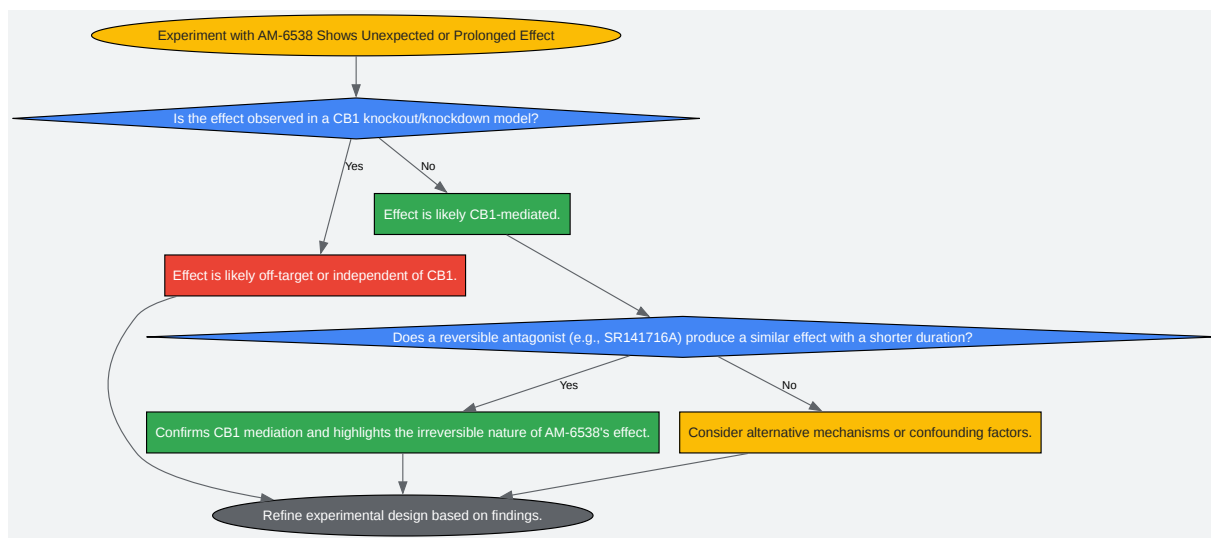 Experiment with AM-6538 Shows Unexpected or Prolonged Effect
Is the effect observed in a CB1 knockout/knockdown model?
Yes
No
Effect is likely CB1-mediated.
Effect is likely off-target or independent of CB1.
Does a reversible antagonist (e.g., SR141716A) produce a similar effect with a shorter duration?
Yes
No
Confirms CB1 mediation and highlights the irreversible nature of AM-6538's effect.
Consider alternative mechanisms or confounding factors.
Refine experimental design based on findings.